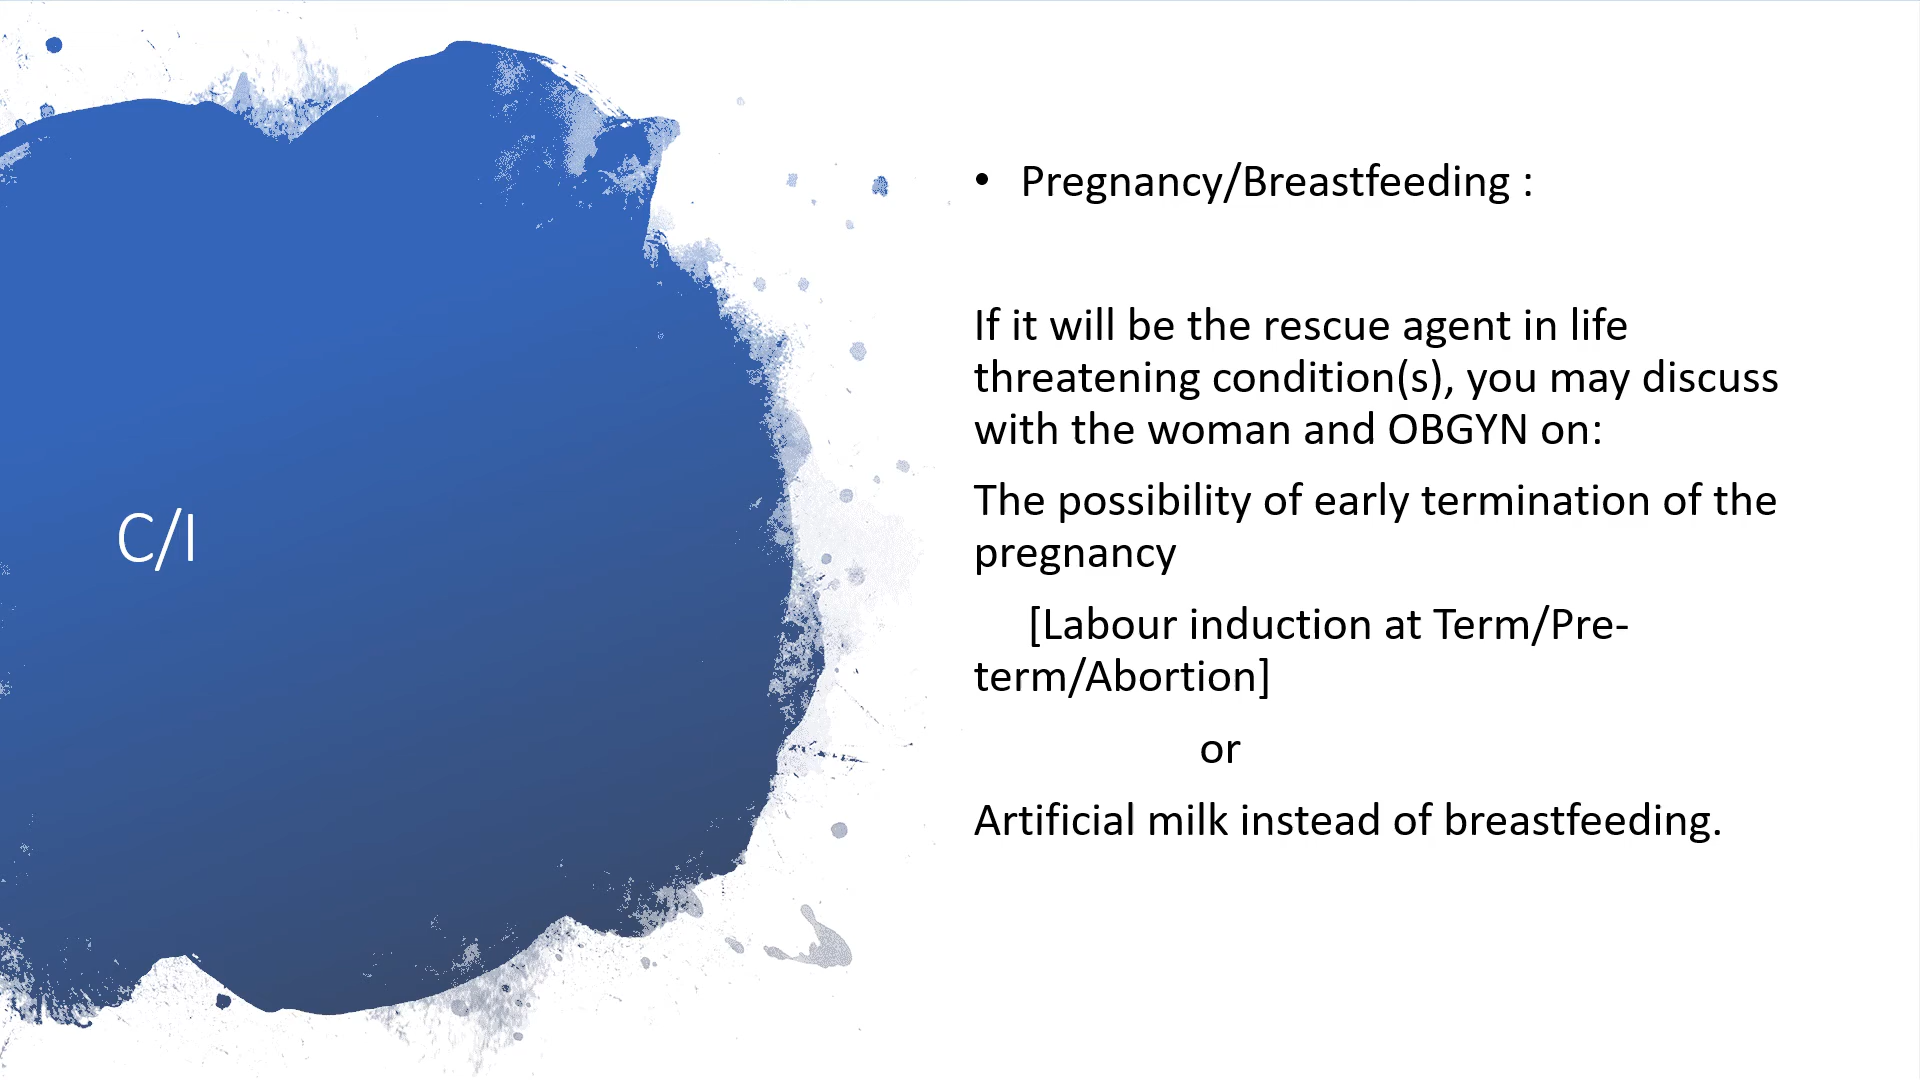 C/I
• Pregnancy/Breastfeeding :
If it will be the rescue agent in life
threatening condition(s), you may discuss
with the woman and OBGYN on:
The possibility of early termination of the
pregnancy
[Labour induction at Term/Pre-
term/Abortion]
or
Artificial milk instead of breastfeeding.